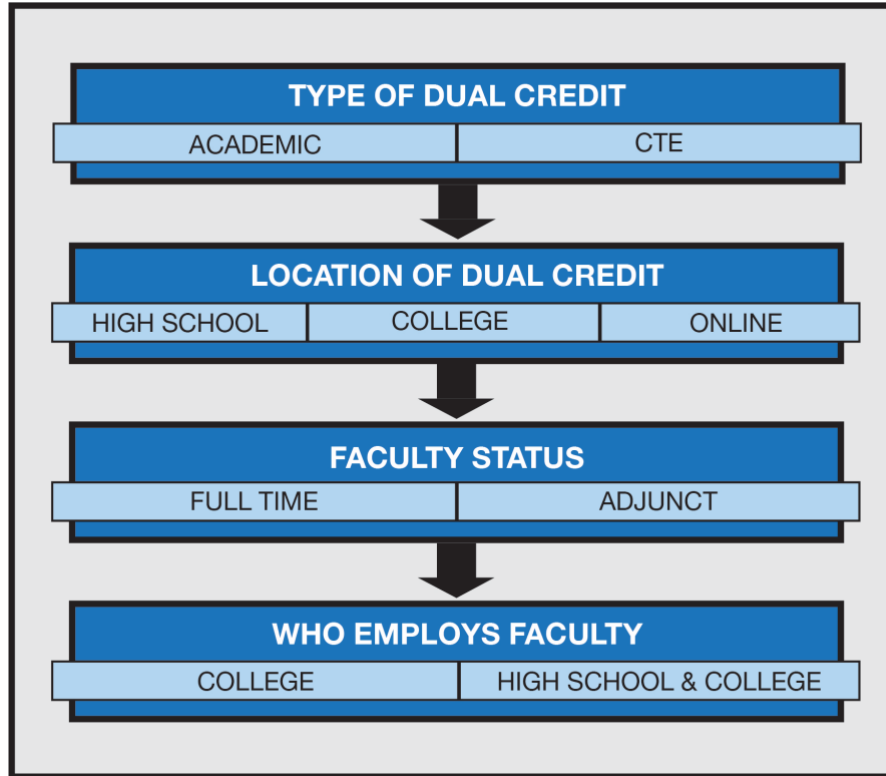 TYPE OF DUAL CREDIT
ACADEMIC CTE
LOCATION OF DUAL CREDIT
HIGH SCHOOL COLLEGE ONLINE
FACULTY STATUS
FULL TIME ADJUNCT
WHO EMPLOYS FACULTY
COLLEGE HIGH SCHOOL & COLLEGE